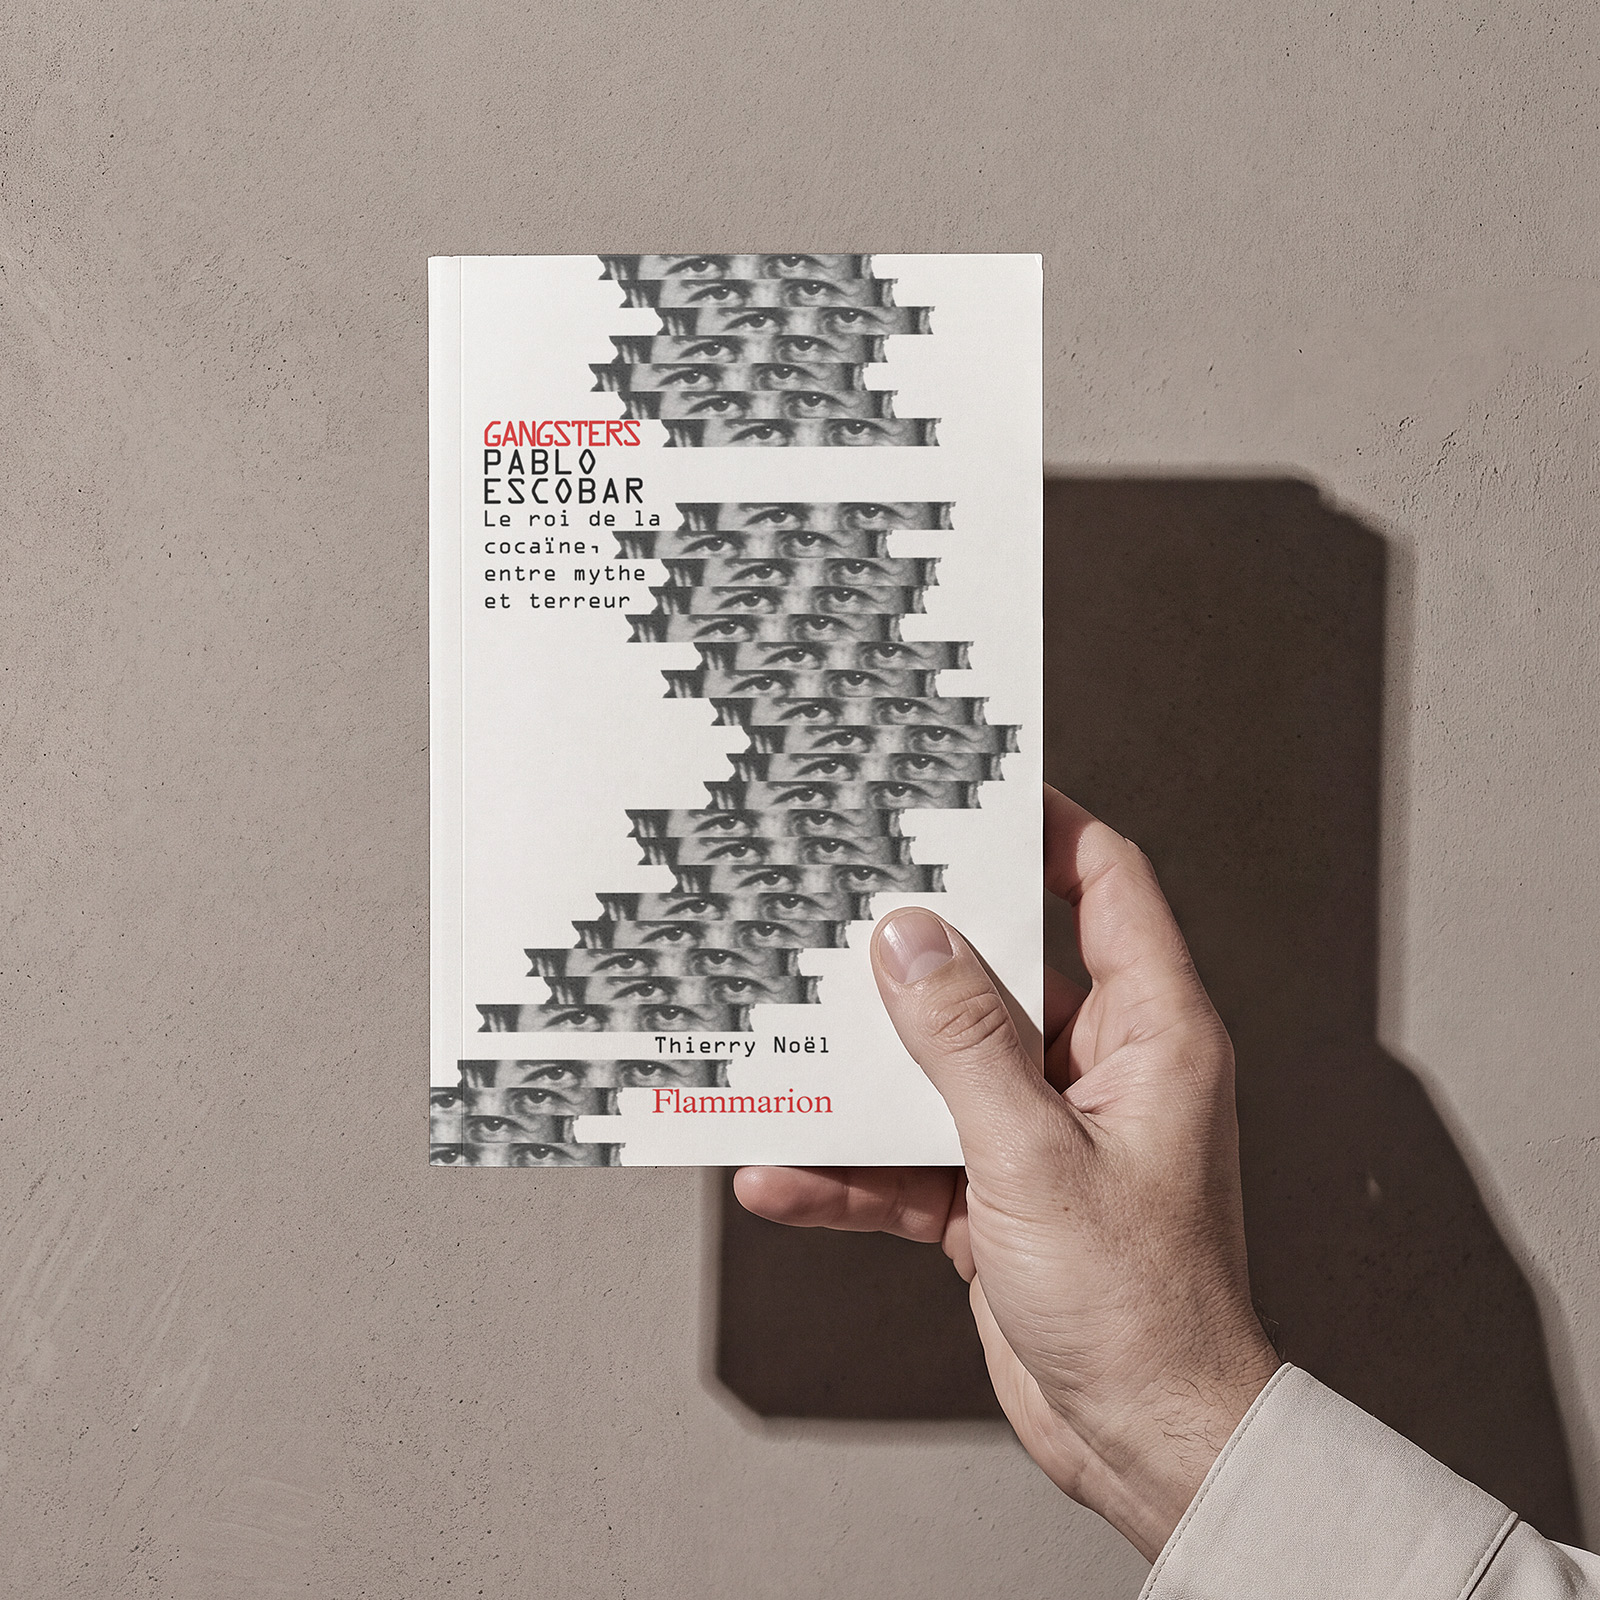 GANGSTERS
PABLO
ESCOBAR
Le roi de la
cocaïne,
entre mythe
et terreur
Thierry Noël
Flammarion